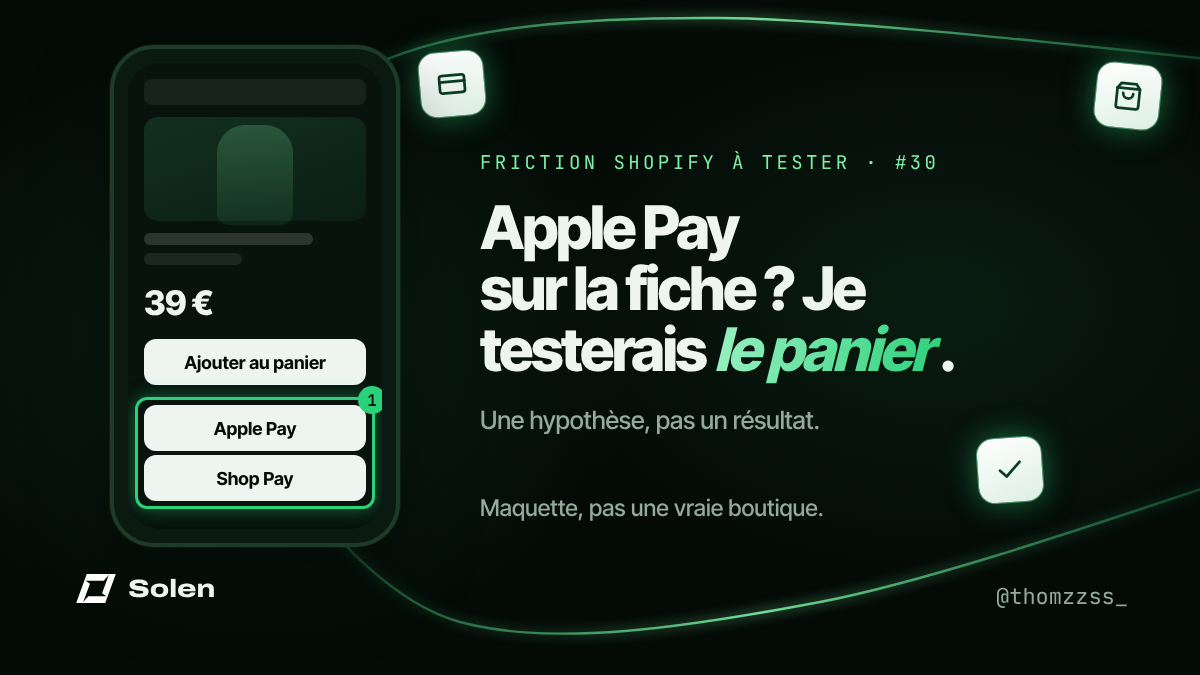 39 €
Ajouter au panier
1
Apple Pay
Shop Pay
FRICTION SHOPIFY À TESTER · #30
Apple Pay
sur la fiche ? Je
testerais le panier.
Une hypothèse, pas un résultat.
Maquette, pas une vraie boutique.
Solen
@thomzzss_